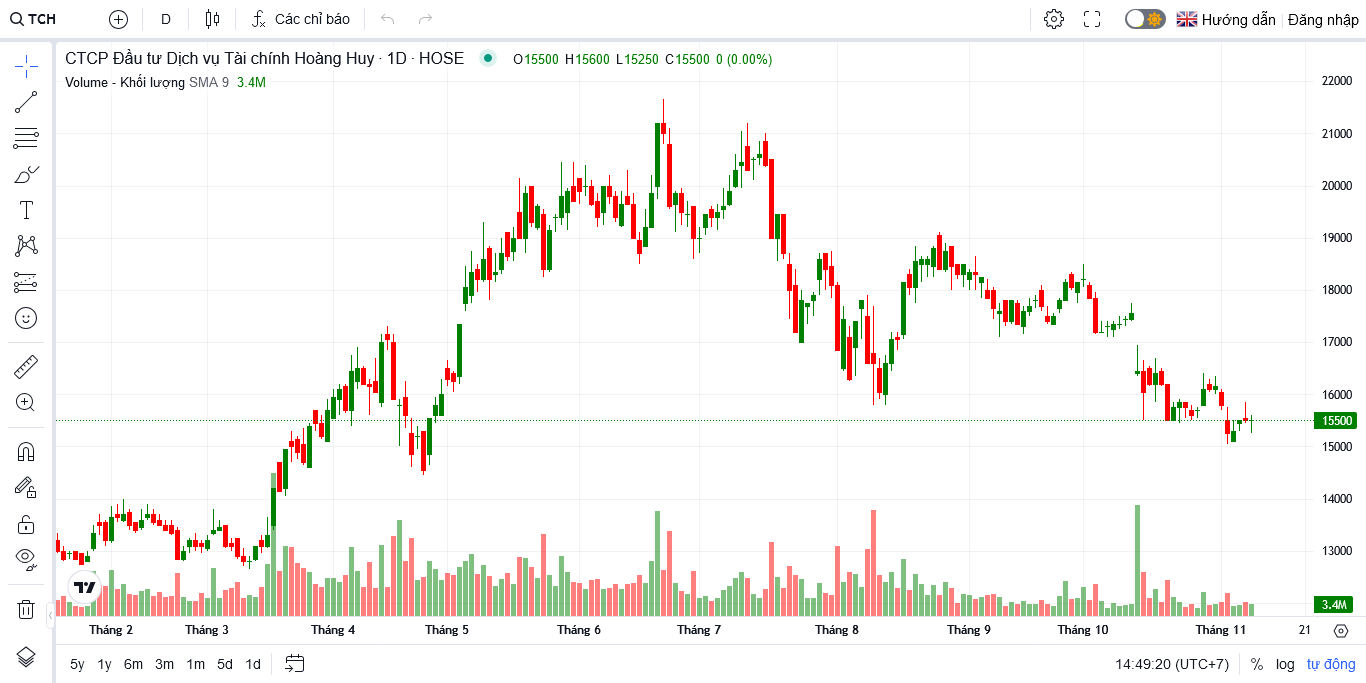 TCH D Các chỉ báo Hướng dẫn Đăng nhập
CTCP Đầu tư Dịch vụ Tài chính Hoàng Huy · 1D · HOSE O15500 H15600 L15250 C15500 0 (0.00%)
Volume - Khối lượng SMA 9 3.4M
22000
21000
20000
19000
18000
17000
16000
15500
15000
14000
13000
3.4M
Tháng 2 Tháng 3 Tháng 4 Tháng 5 Tháng 6 Tháng 7 Tháng 8 Tháng 9 Tháng 10 Tháng 11 21
5y 1y 6m 3m 1m 5d 1d 14:49:20 (UTC+7) % log tự động